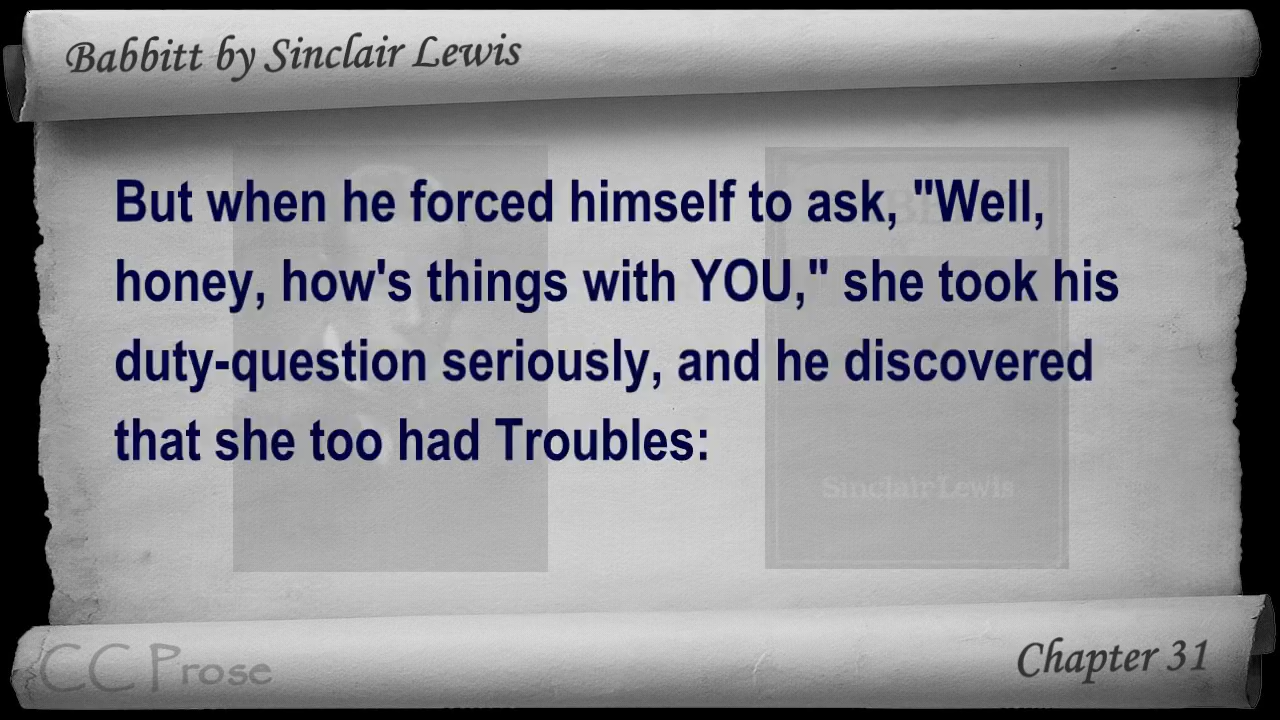 Babbitt by Sinclair Lewis
But when he forced himself to ask, "Well,
honey, how's things with YOU," she took his
duty-question seriously, and he discovered
that she too had Troubles:
Sinclair Lewis
CC Prose
Chapter 31